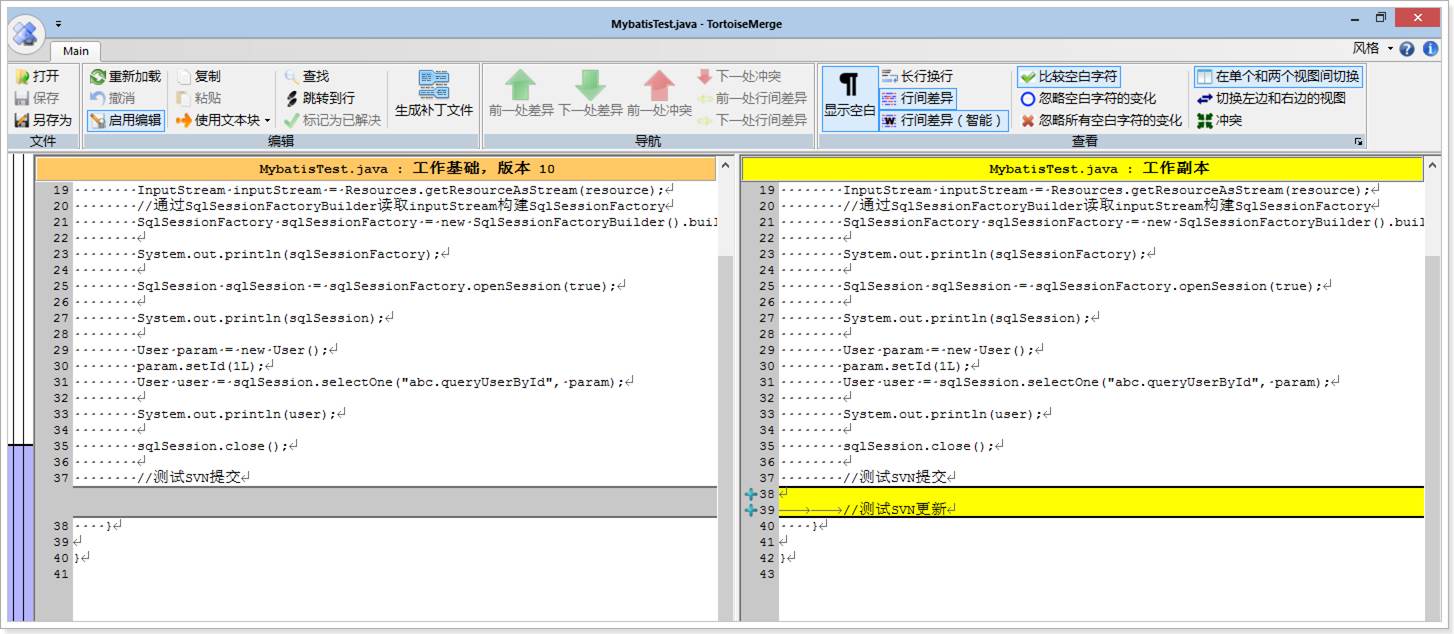 MybatisTest.java - TortoiseMerge
Main
风格
打开
保存
另存为
文件
重新加载
撤消
启用编辑
复制
粘贴
使用文本块
查找
跳转到行
标记为已解决
生成补丁文件
编辑
前一处差异
下一处差异
前一处冲突
下一处冲突
前一处行间差异
下一处行间差异
导航
显示空白
长行换行
行间差异
行间差异（智能）
比较空白字符
忽略空白字符的变化
忽略所有空白字符的变化
在单个和两个视图间切换
切换左边和右边的视图
冲突
查看
MybatisTest.java : 工作基础, 版本 10
19 InputStream inputStream = Resources.getResourceAsStream(resource);
20 //通过SqlSessionFactoryBuilder读取inputStream构建SqlSessionFactory
21 SqlSessionFactory sqlSessionFactory = new SqlSessionFactoryBuilder().buil
22
23 System.out.println(sqlSessionFactory);
24
25 SqlSession sqlSession = sqlSessionFactory.openSession(true);
26
27 System.out.println(sqlSession);
28
29 User param = new User();
30 param.setId(1L);
31 User user = sqlSession.selectOne("abc.queryUserById", param);
32
33 System.out.println(user);
34
35 sqlSession.close();
36
37 //测试SVN提交
38 }
39
40 }
41
MybatisTest.java : 工作副本
19 InputStream inputStream = Resources.getResourceAsStream(resource);
20 //通过SqlSessionFactoryBuilder读取inputStream构建SqlSessionFactory
21 SqlSessionFactory sqlSessionFactory = new SqlSessionFactoryBuilder().buil
22
23 System.out.println(sqlSessionFactory);
24
25 SqlSession sqlSession = sqlSessionFactory.openSession(true);
26
27 System.out.println(sqlSession);
28
29 User param = new User();
30 param.setId(1L);
31 User user = sqlSession.selectOne("abc.queryUserById", param);
32
33 System.out.println(user);
34
35 sqlSession.close();
36
37 //测试SVN提交
38
39 //测试SVN更新
40 }
41
42 }
43